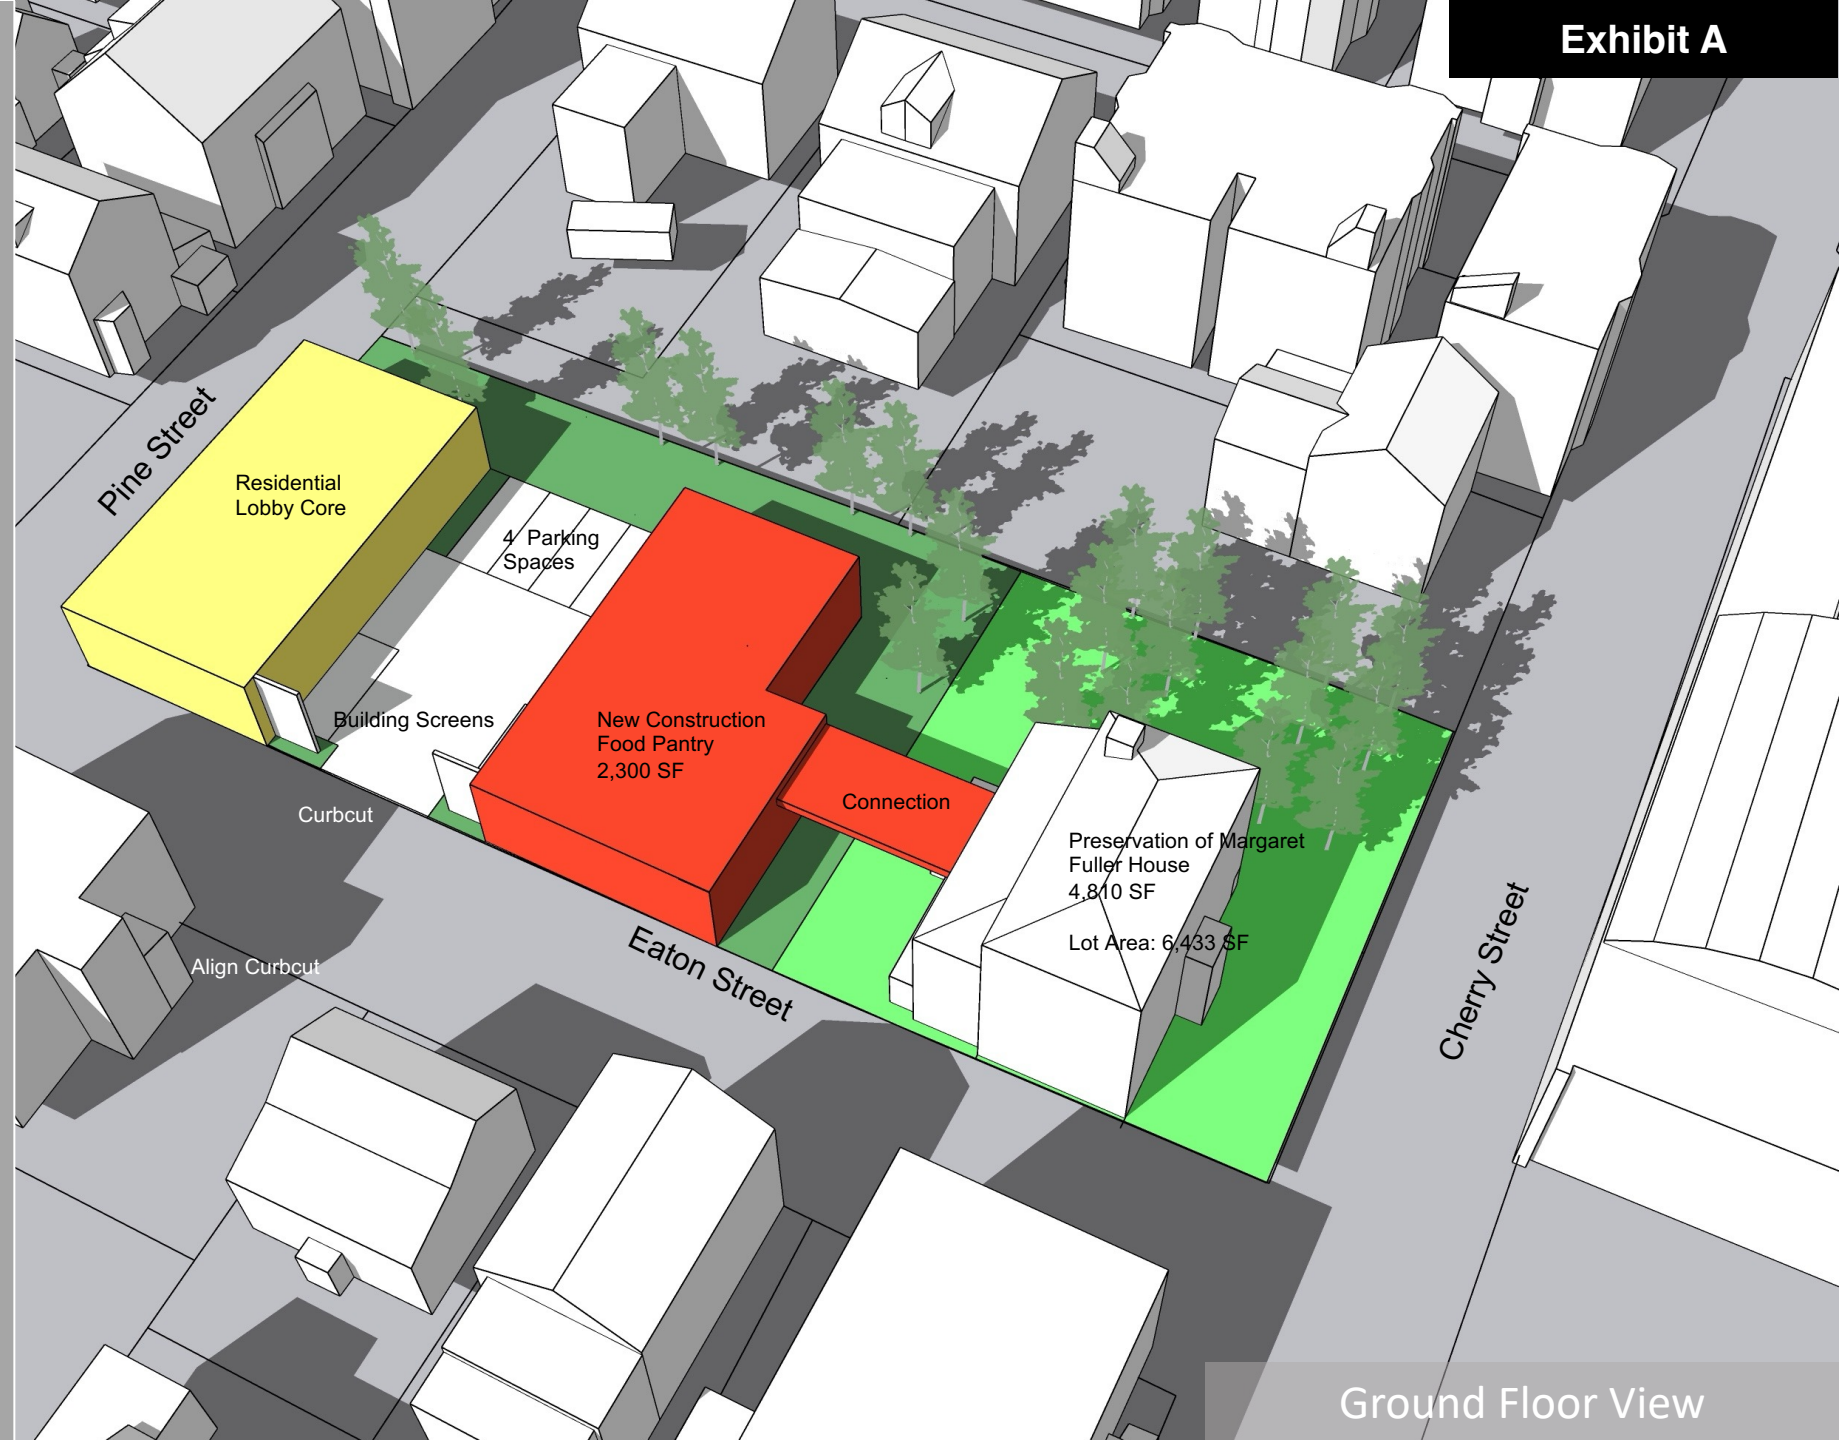 Exhibit A
Pine Street
Residential
Lobby Core
4 Parking
Spaces
Building Screens
New Construction
Food Pantry
2,300 SF
Connection
Curbcut
Preservation of Margaret
Fuller House
4,810 SF
Lot Area: 6,433 SF
Align Curbcut
Eaton Street
Cherry Street
Ground Floor View